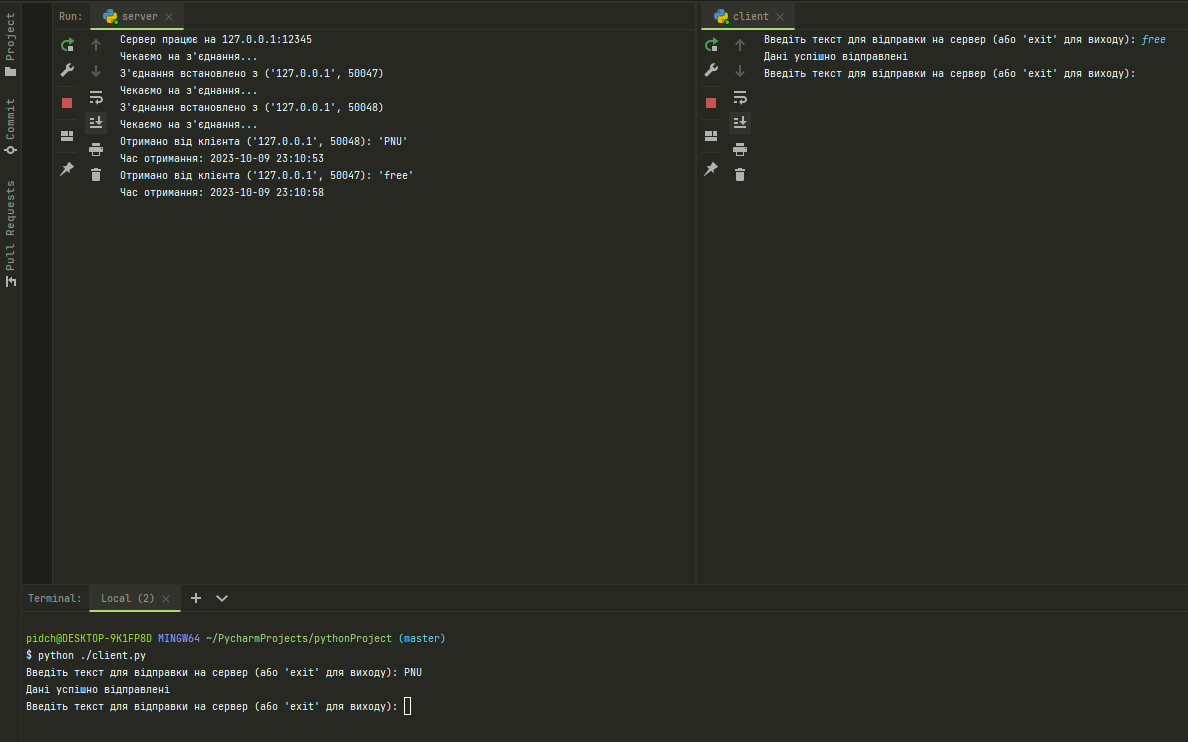 Project
Commit
Pull Requests
Run:
server
Сервер працює на 127.0.0.1:12345
Чекаємо на з'єднання...
З'єднання встановлено з ('127.0.0.1', 50047)
Чекаємо на з'єднання...
З'єднання встановлено з ('127.0.0.1', 50048)
Чекаємо на з'єднання...
Отримано від клієнта ('127.0.0.1', 50048): 'PNU'
Час отримання: 2023-10-09 23:10:53
Отримано від клієнта ('127.0.0.1', 50047): 'free'
Час отримання: 2023-10-09 23:10:58
client
Введіть текст для відправки на сервер (або 'exit' для виходу): free
Дані успішно відправлені
Введіть текст для відправки на сервер (або 'exit' для виходу):
Terminal:
Local (2)
pidch@DESKTOP-9K1FP8D MINGW64 ~/PycharmProjects/pythonProject (master)
$ python ./client.py
Введіть текст для відправки на сервер (або 'exit' для виходу): PNU
Дані успішно відправлені
Введіть текст для відправки на сервер (або 'exit' для виходу):